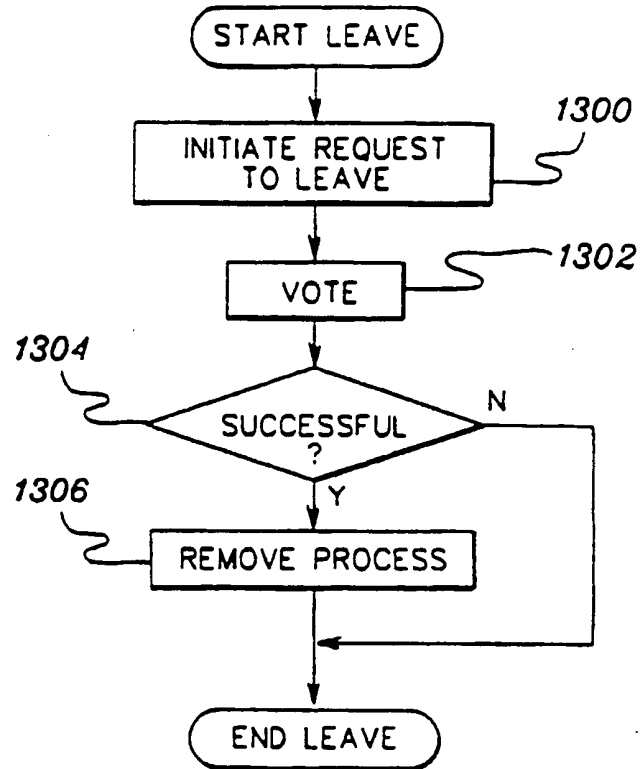 START LEAVE
1300
INITIATE REQUEST
TO LEAVE
1302
VOTE
1304
SUCCESSFUL
?
N
Y
1306
REMOVE PROCESS
END LEAVE